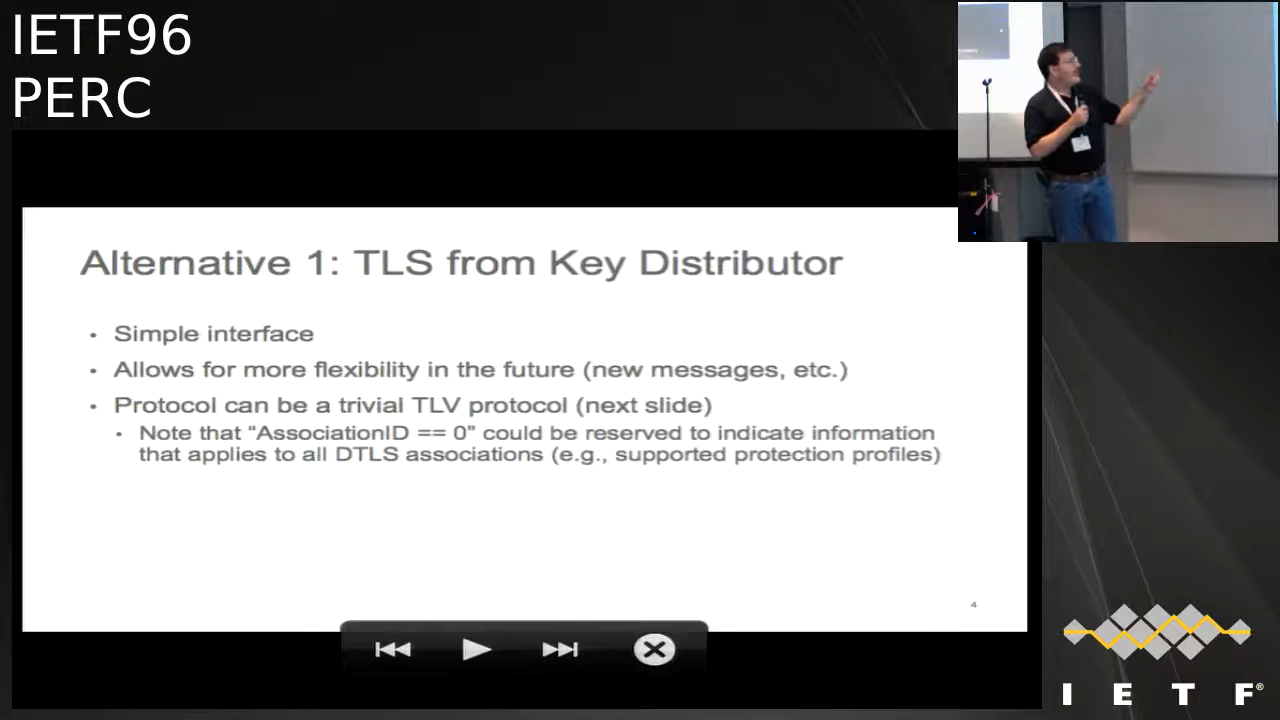 IETF96
PERC
Alternative 1: TLS from Key Distributor
• Simple interface
• Allows for more flexibility in the future (new messages, etc.)
• Protocol can be a trivial TLV protocol (next slide)
• Note that “AssociationID == 0” could be reserved to indicate information
that applies to all DTLS associations (e.g., supported protection profiles)
4
I E T F®